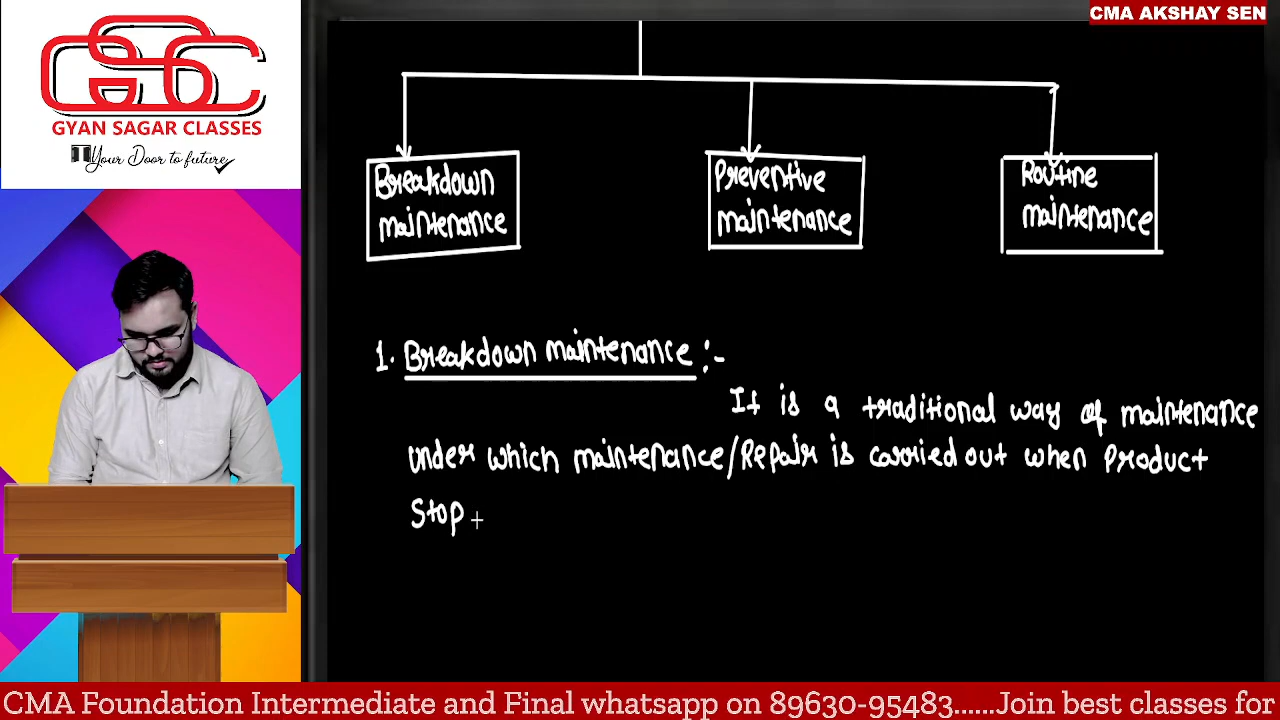 CMA AKSHAY SEN
GSC
GYAN SAGAR CLASSES
Your Door to future
Breakdown
maintenance
Preventive
maintenance
Routine
maintenance
1. Breakdown maintenance :-
It is a traditional way of maintenance
under which maintenance/Repair is carried out when Product
Stop
CMA Foundation Intermediate and Final whatsapp on 89630-95483......Join best classes for